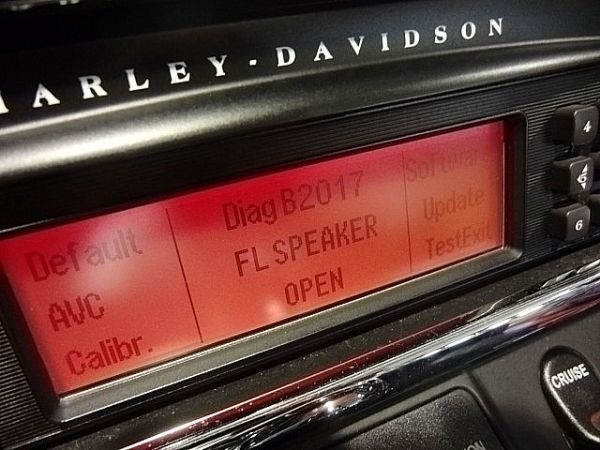 HARLEY-DAVIDSON
Default
AVC
Calibr.
Diag B2017
FL SPEAKER
OPEN
Software
Update
TestExit
4
5
6
CRUISE